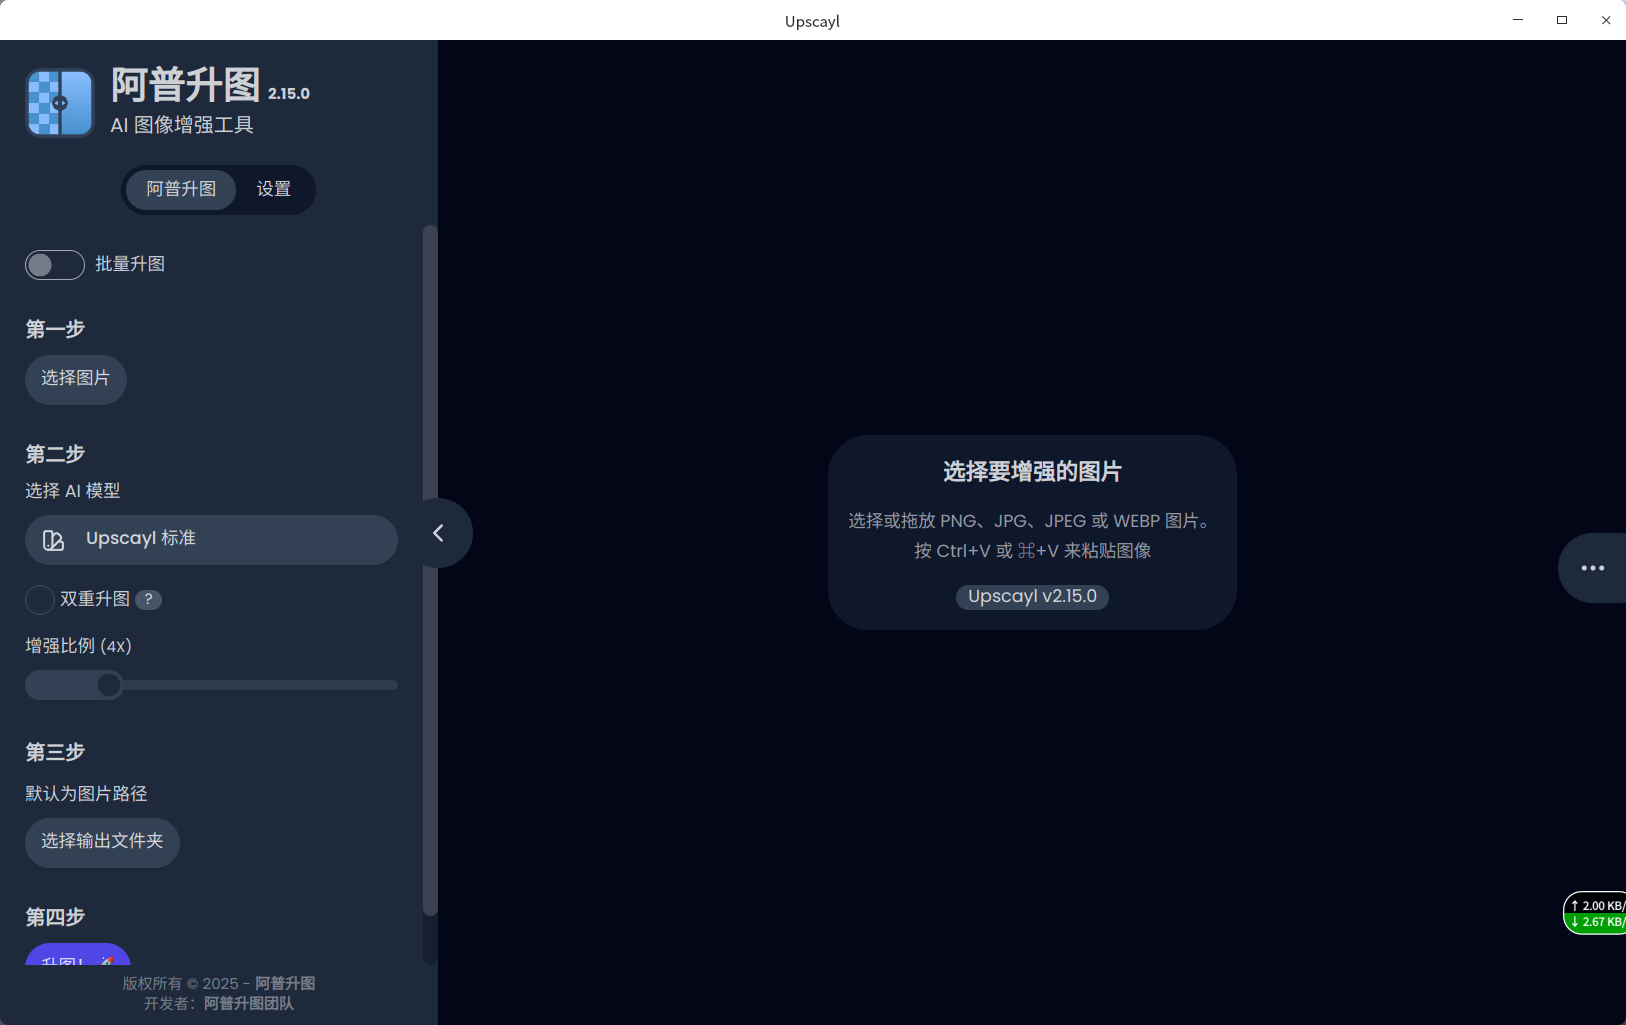 Upscayl
阿普升图 2.15.0
AI 图像增强工具
阿普升图 设置
批量升图
第一步
选择图片
第二步
选择 AI 模型
Upscayl 标准
双重升图 ?
增强比例 (4X)
第三步
默认为图片路径
选择输出文件夹
第四步
升图！🚀
版权所有 © 2025 - 阿普升图
开发者：阿普升图团队
选择要增强的图片
选择或拖放 PNG、JPG、JPEG 或 WEBP 图片。
按 Ctrl+V 或 ⌘+V 来粘贴图像
Upscayl v2.15.0
↑ 2.00 KB/
↓ 2.67 KB/